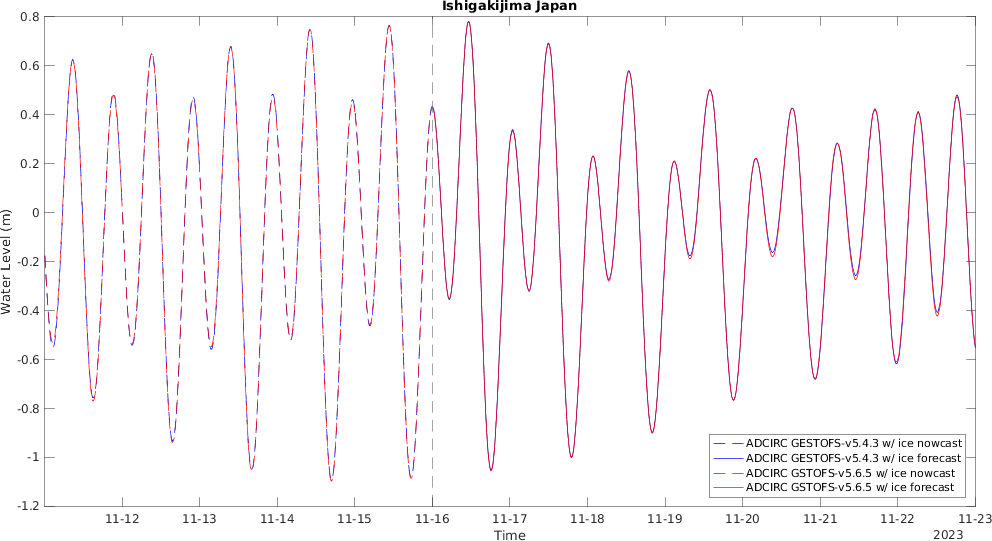 Ishigakijima Japan
0.8
0.6
0.4
0.2
0
-0.2
-0.4
-0.6
-0.8
-1
-1.2
Water Level (m)
ADCIRC GESTOFS-v5.4.3 w/ ice nowcast
ADCIRC GESTOFS-v5.4.3 w/ ice forecast
ADCIRC GSTOFS-v5.6.5 w/ ice nowcast
ADCIRC GSTOFS-v5.6.5 w/ ice forecast
11-12 11-13 11-14 11-15 11-16 11-17 11-18 11-19 11-20 11-21 11-22 11-23
Time
2023